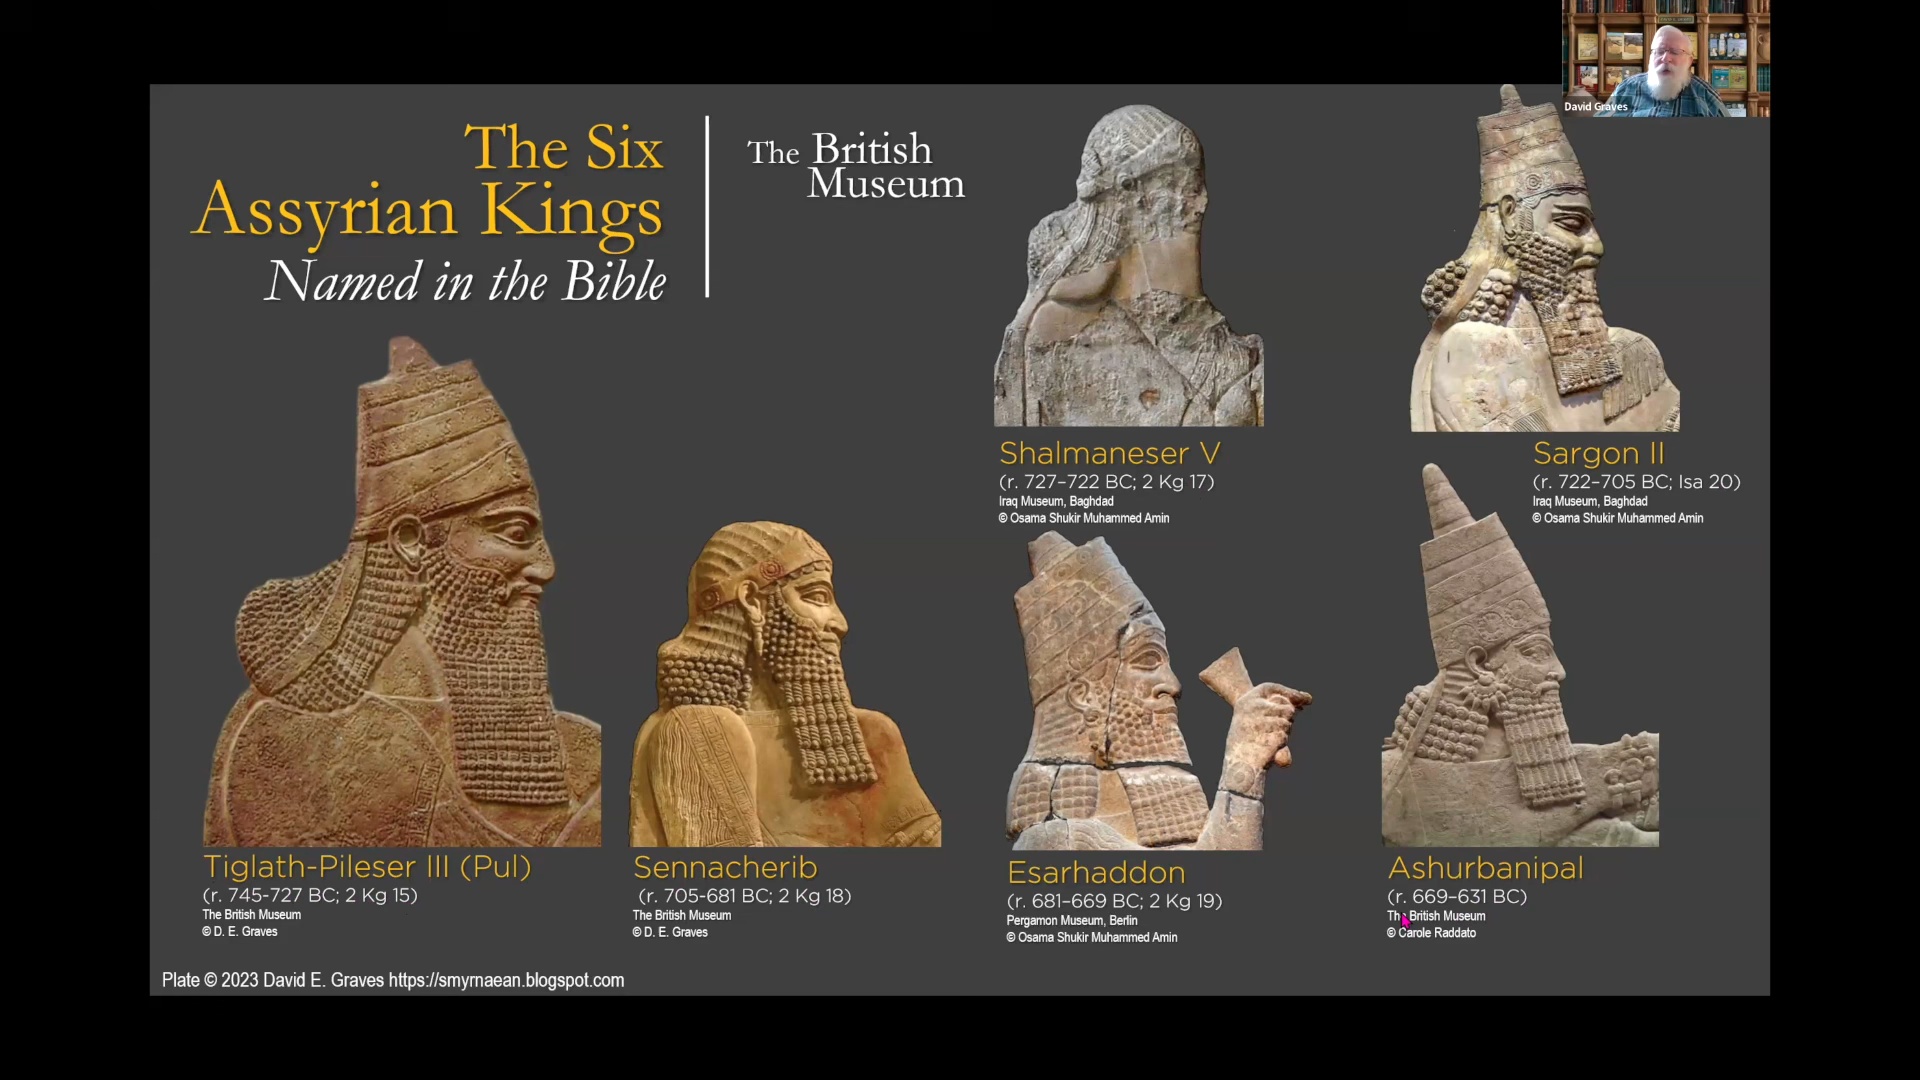 David Graves
The Six
Assyrian Kings
Named in the Bible
The British
Museum
Shalmaneser V
(r. 727–722 BC; 2 Kg 17)
Iraq Museum, Baghdad
© Osama Shukir Muhammed Amin
Sargon II
(r. 722–705 BC; Isa 20)
Iraq Museum, Baghdad
© Osama Shukir Muhammed Amin
Tiglath-Pileser III (Pul)
(r. 745-727 BC; 2 Kg 15)
The British Museum
© D. E. Graves
Sennacherib
(r. 705-681 BC; 2 Kg 18)
The British Museum
© D. E. Graves
Esarhaddon
(r. 681–669 BC; 2 Kg 19)
Pergamon Museum, Berlin
© Osama Shukir Muhammed Amin
Ashurbanipal
(r. 669–631 BC)
The British Museum
© Carole Raddato
Plate © 2023 David E. Graves https://smyrnaean.blogspot.com